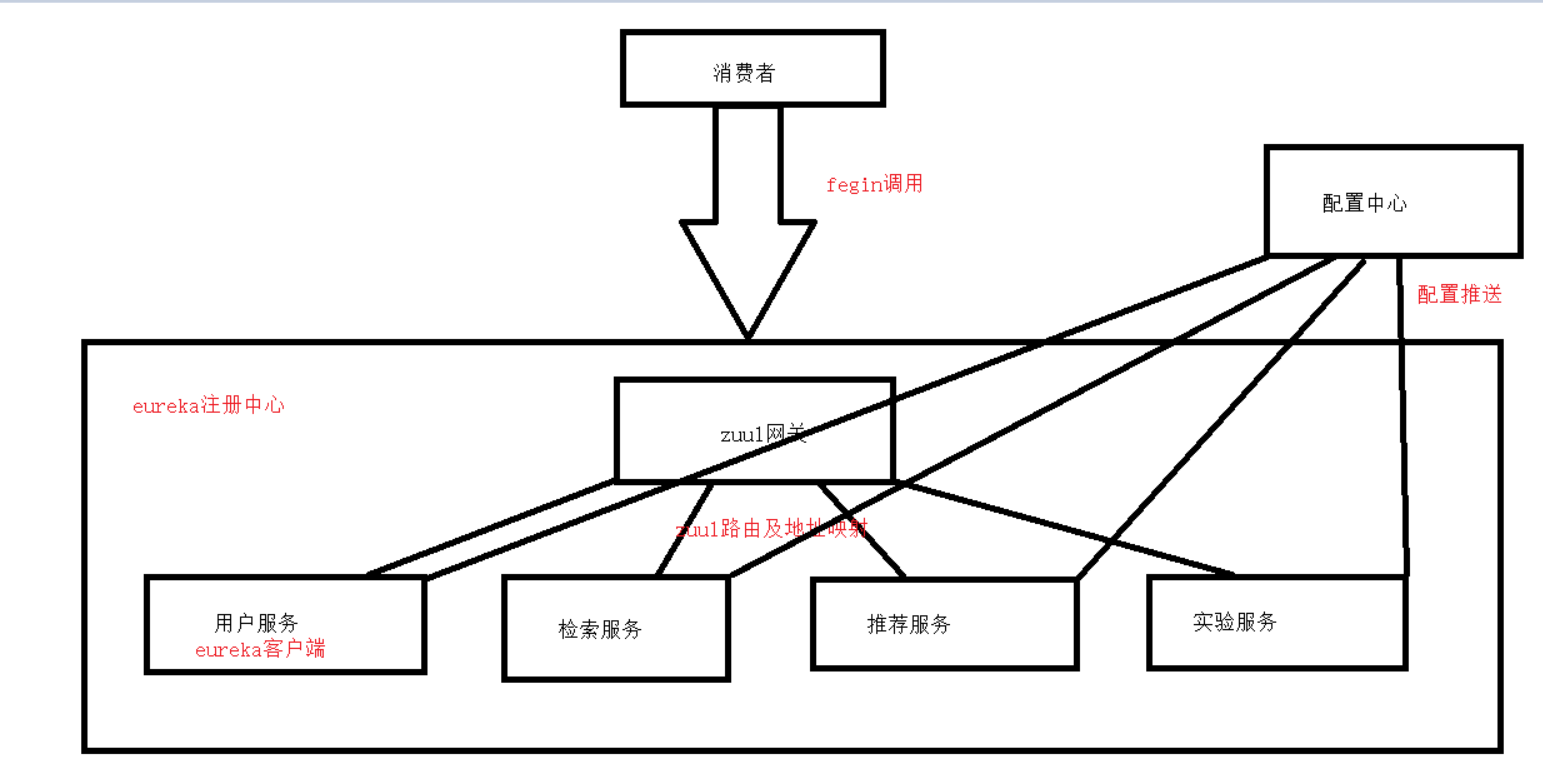 消费者
fegin调用
配置中心
配置推送
eureka注册中心
zuul网关
zuul路由及地址映射
用户服务
eureka客户端
检索服务
推荐服务
实验服务